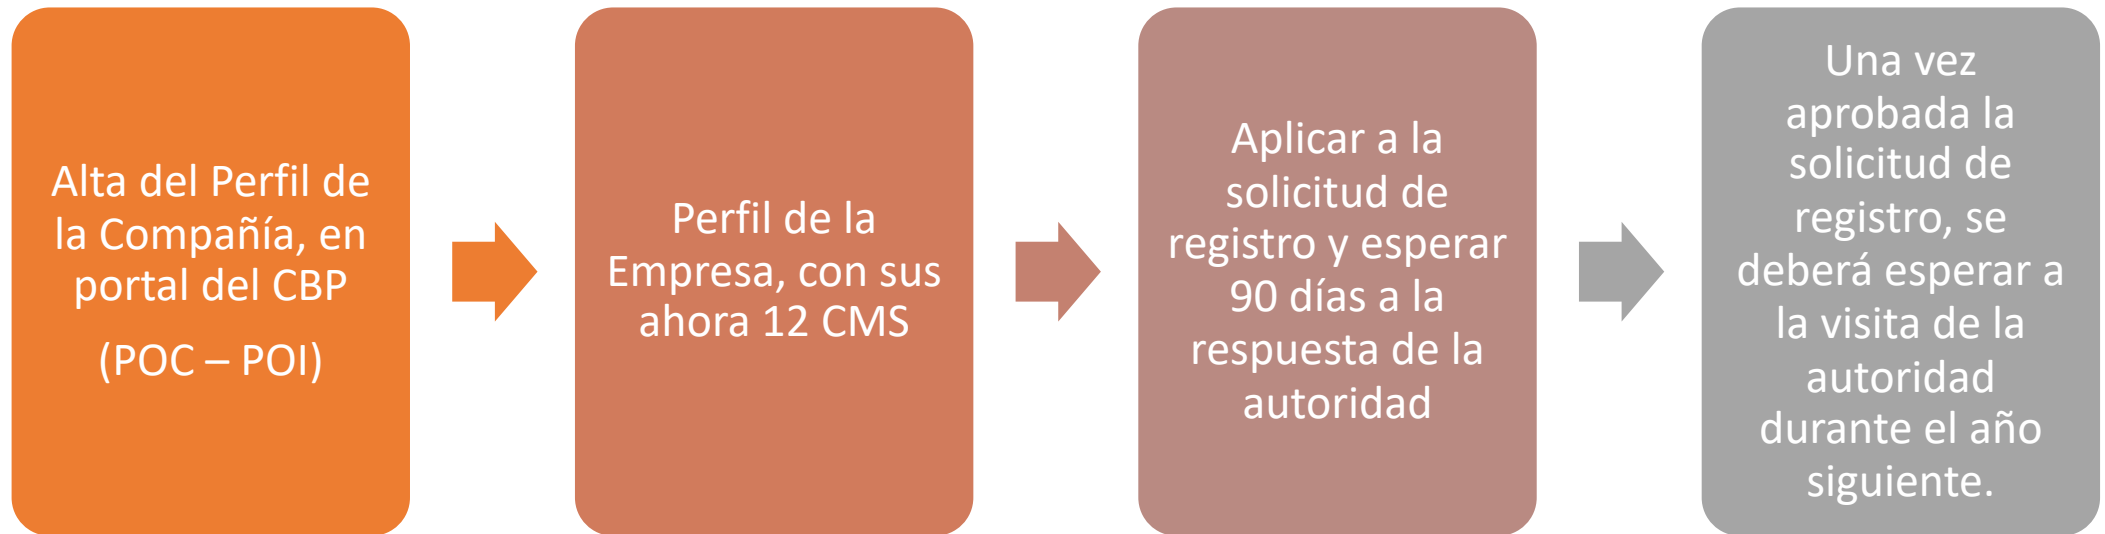 Alta del Perfil de
la Compañía, en
portal del CBP
(POC – POI)
Perfil de la
Empresa, con sus
ahora 12 CMS
Aplicar a la
solicitud de
registro y esperar
90 días a la
respuesta de la
autoridad
Una vez
aprobada la
solicitud de
registro, se
deberá esperar a
la visita de la
autoridad
durante el año
siguiente.